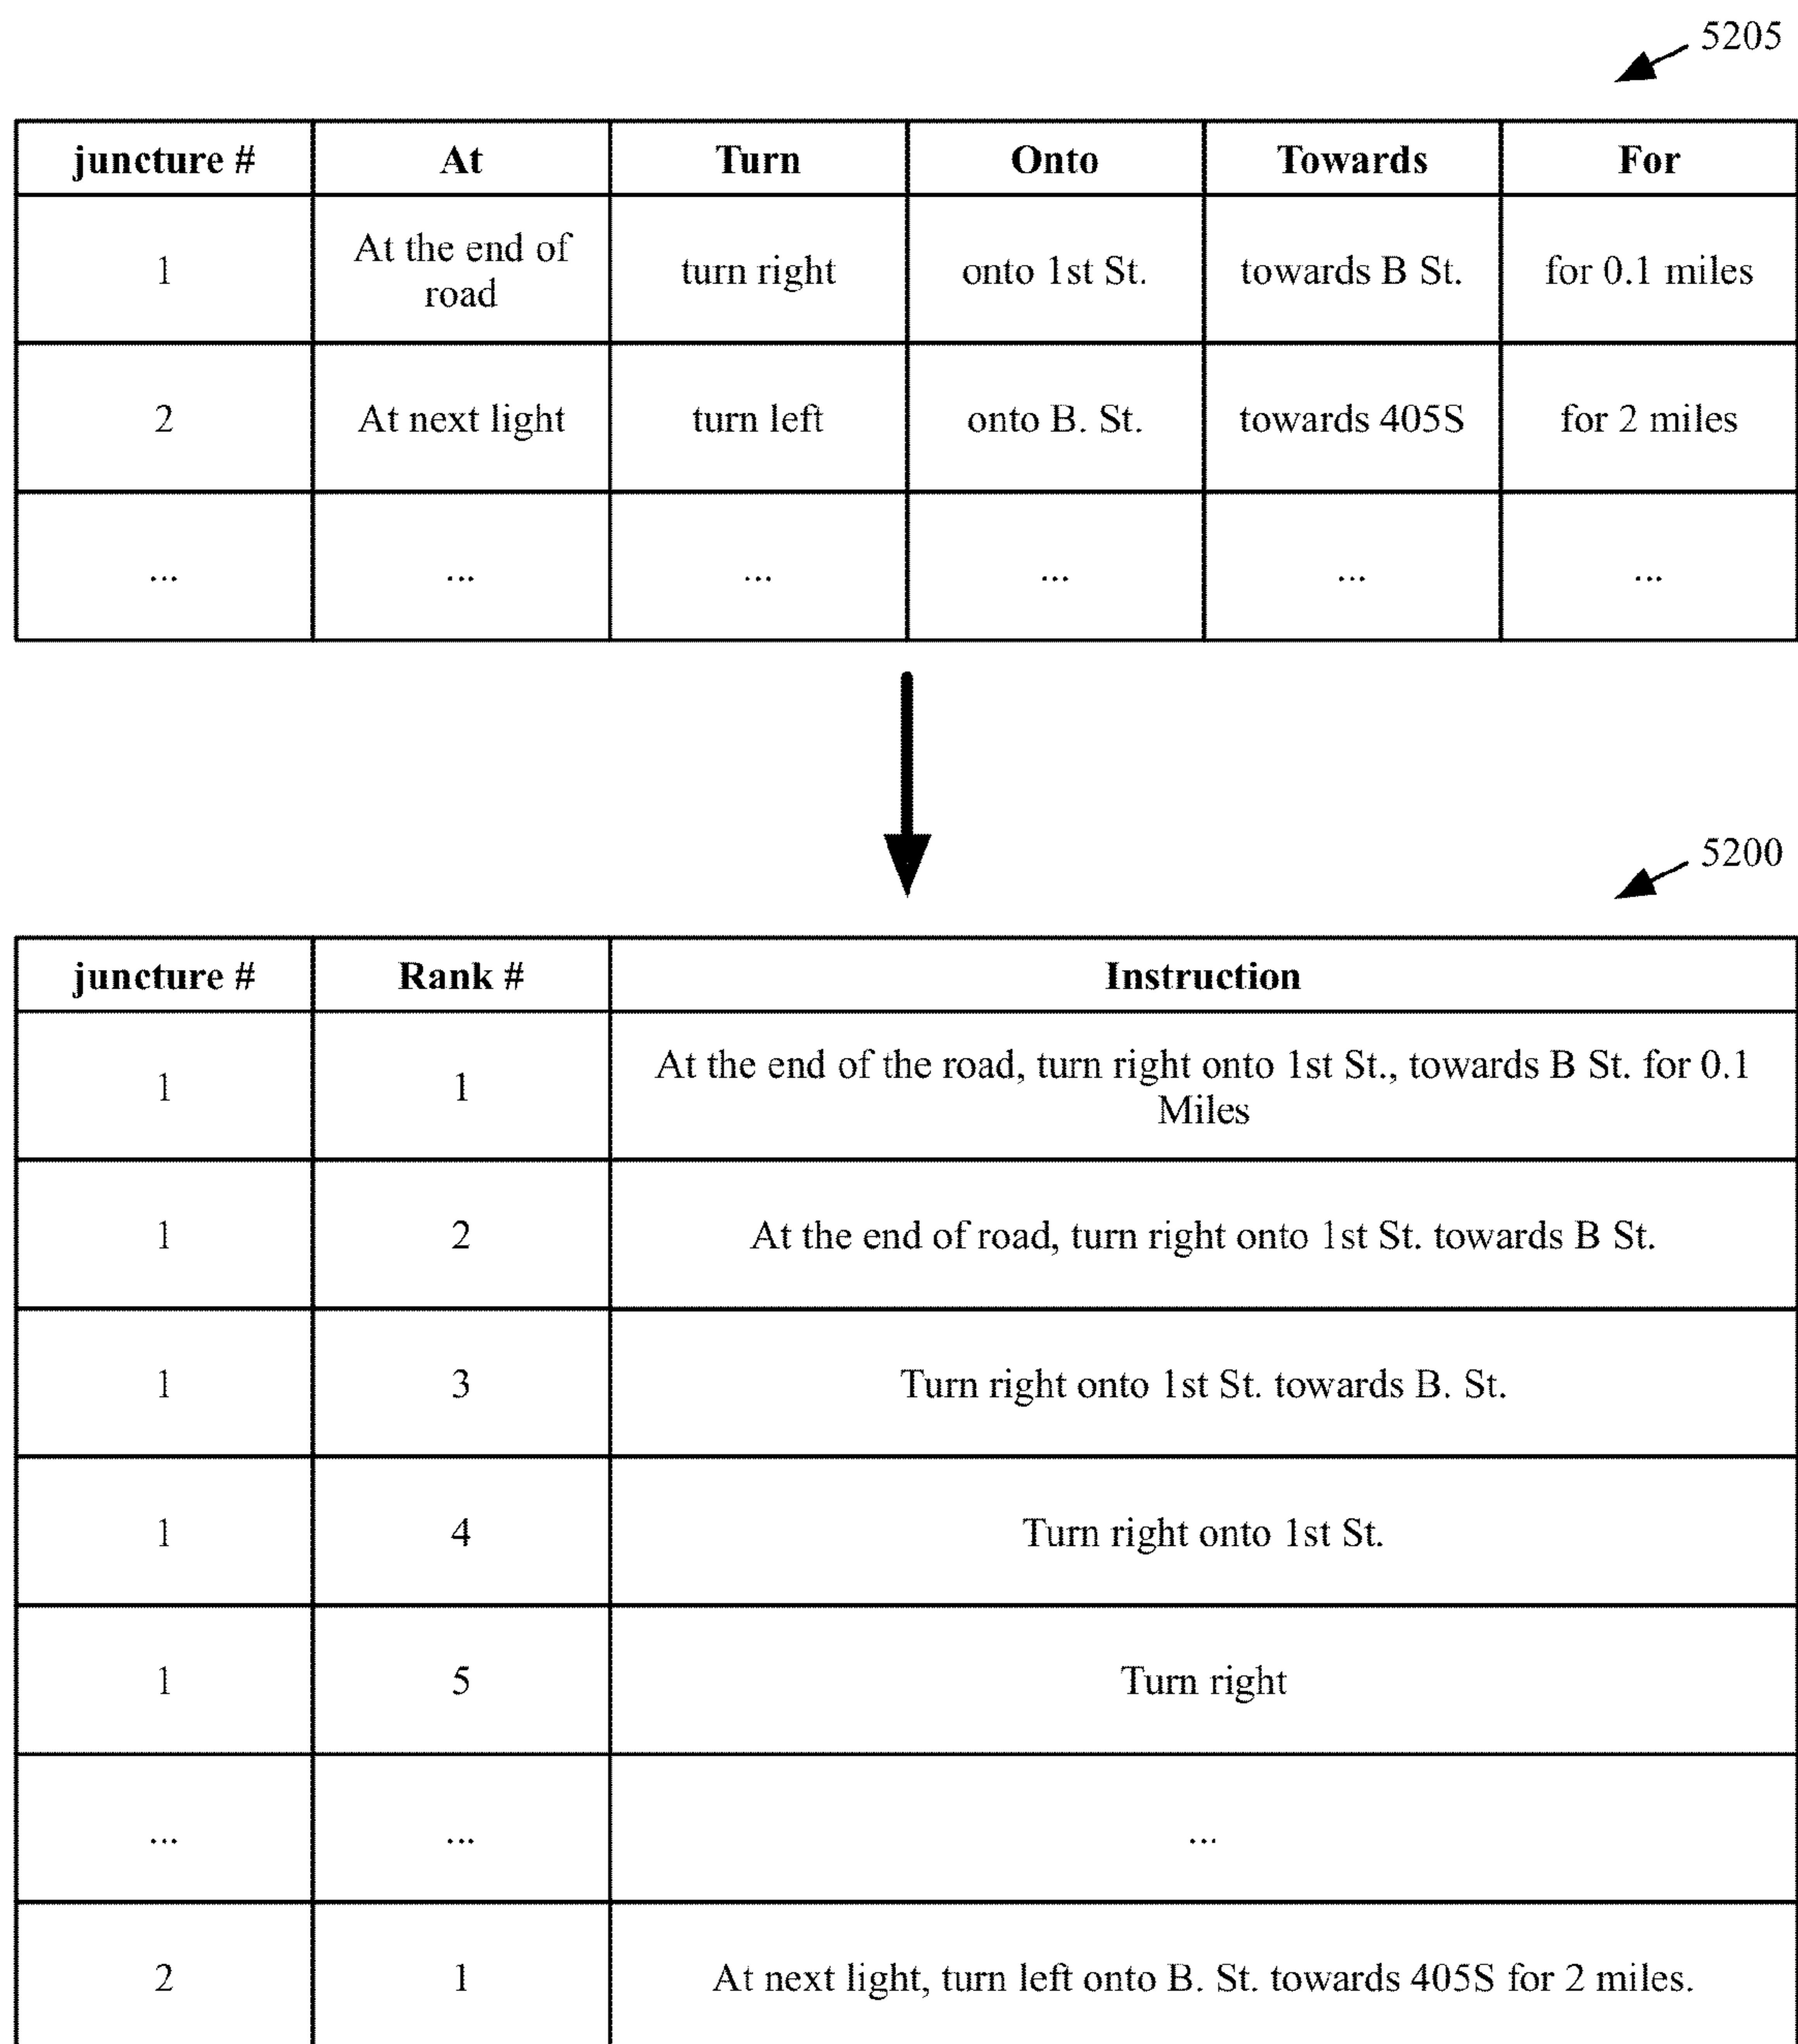 5205
juncture # At Turn Onto Towards For
1 At the end of road turn right onto 1st St. towards B St. for 0.1 miles
2 At next light turn left onto B. St. towards 405S for 2 miles
... ... ... ... ... ...
5200
juncture # Rank # Instruction
1 1 At the end of the road, turn right onto 1st St., towards B St. for 0.1
Miles
1 2 At the end of road, turn right onto 1st St. towards B St.
1 3 Turn right onto 1st St. towards B. St.
1 4 Turn right onto 1st St.
1 5 Turn right
... ... ...
2 1 At next light, turn left onto B. St. towards 405S for 2 miles.